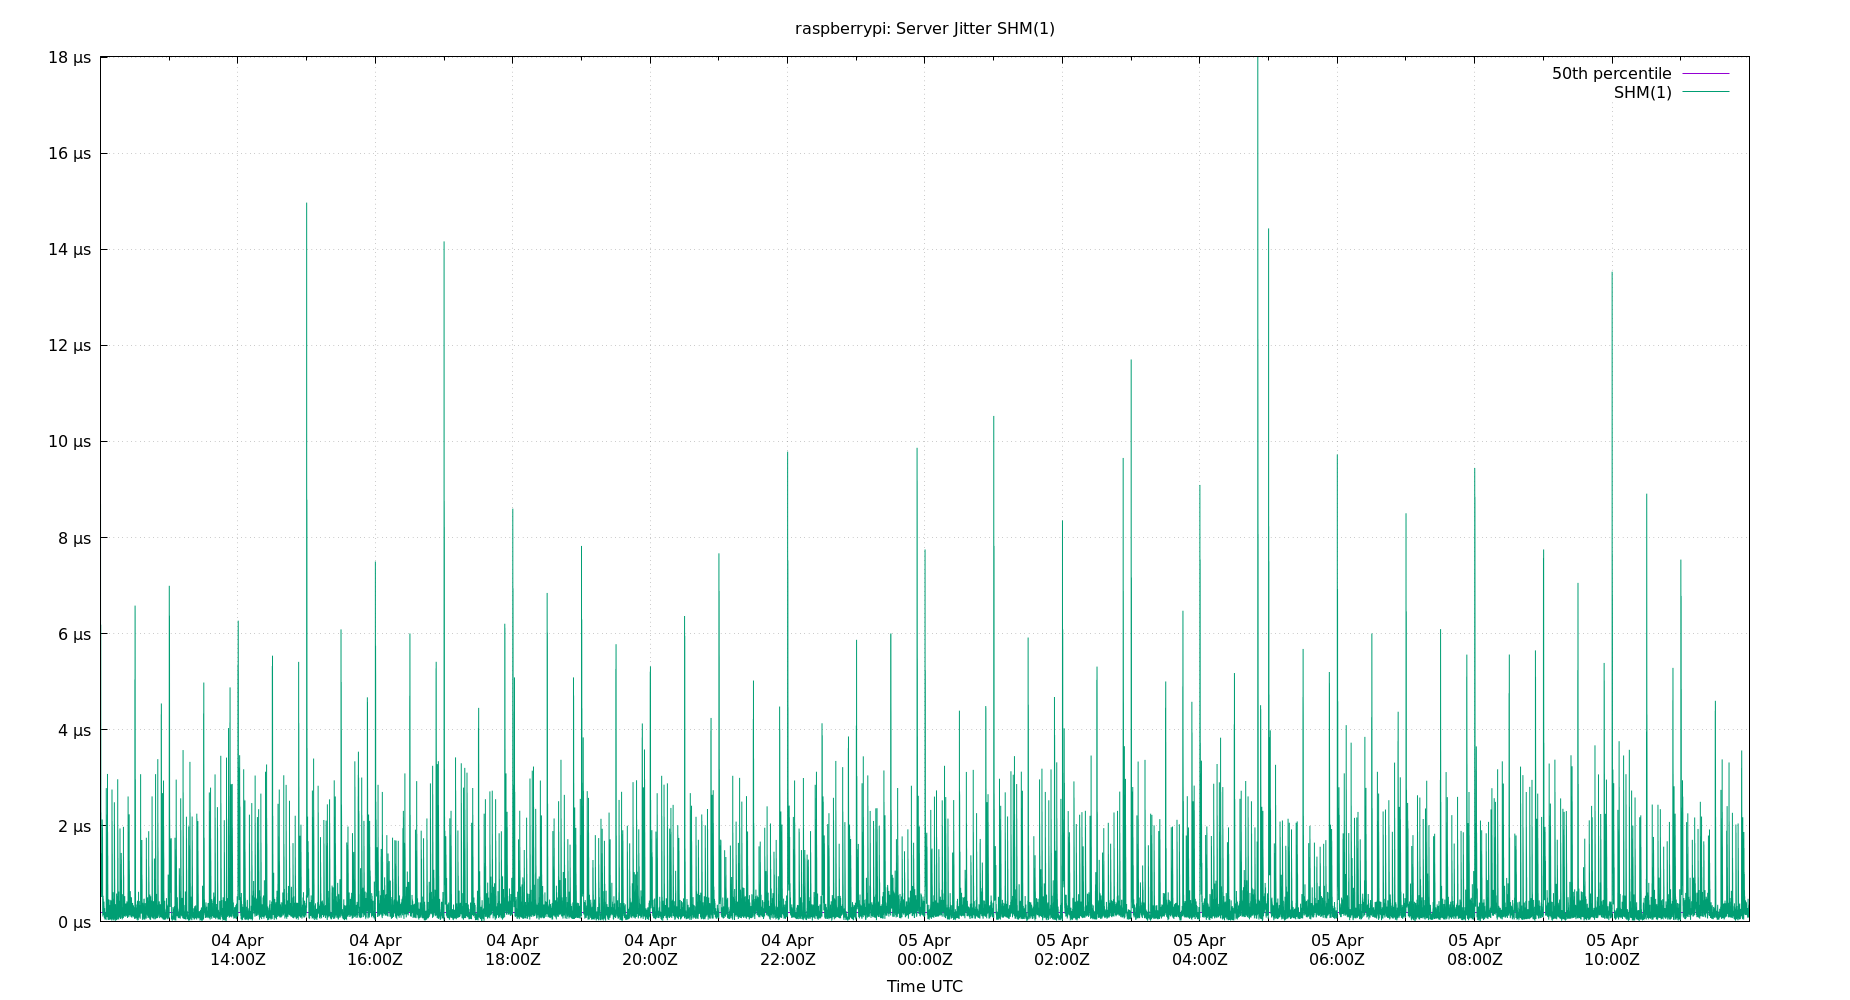 raspberrypi: Server Jitter SHM(1)
18 µs
16 µs
14 µs
12 µs
10 µs
8 µs
6 µs
4 µs
2 µs
0 µs
50th percentile
SHM(1)
04 Apr 04 Apr 04 Apr 04 Apr 04 Apr 05 Apr 05 Apr 05 Apr 05 Apr 05 Apr 05 Apr
14:00Z 16:00Z 18:00Z 20:00Z 22:00Z 00:00Z 02:00Z 04:00Z 06:00Z 08:00Z 10:00Z
Time UTC